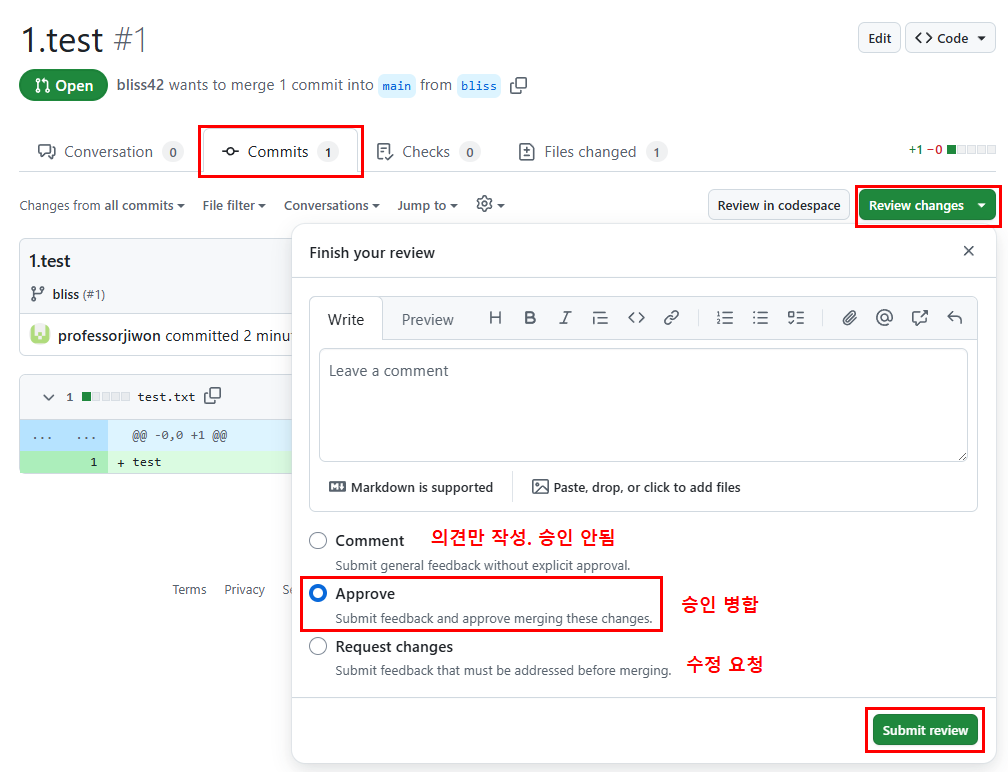 1.test #1
Edit
<> Code
Open
bliss42 wants to merge 1 commit into main from bliss
Conversation 0
Commits 1
Checks 0
Files changed 1
+1 −0
Changes from all commits
File filter
Conversations
Jump to
Review in codespace
Review changes
1.test
bliss (#1)
professorjiwon committed 2 minu
1 test.txt
... ... @@ -0,0 +1 @@
1 + test
Terms
Privacy
Finish your review
Write
Preview
Leave a comment
Markdown is supported
Paste, drop, or click to add files
Comment 의견만 작성. 승인 안됨
Submit general feedback without explicit approval.
Approve
승인 병합
Submit feedback and approve merging these changes.
Request changes
수정 요청
Submit feedback that must be addressed before merging.
Submit review